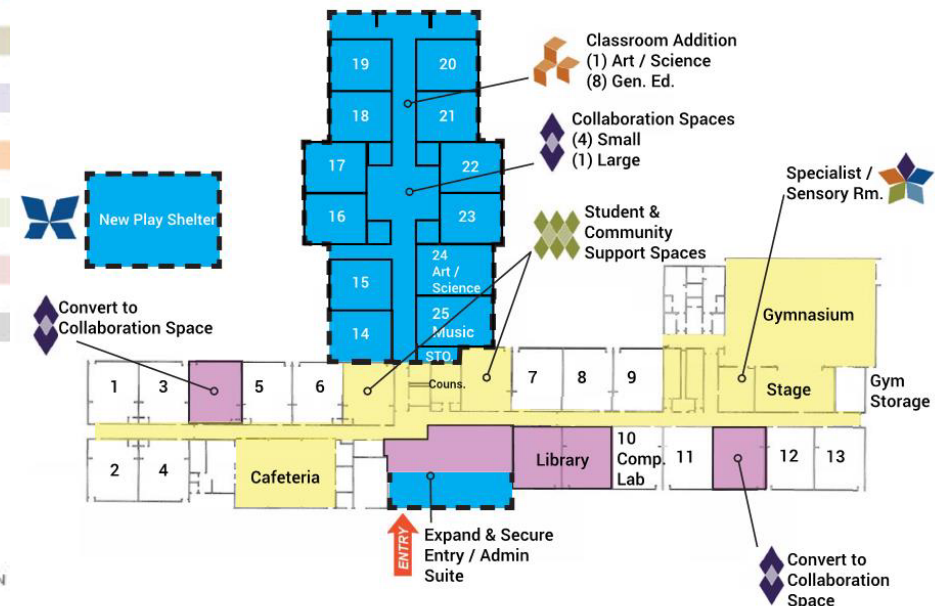 Classroom Addition
(1) Art / Science
(8) Gen. Ed.
19
20
18
21
Collaboration Spaces
(4) Small
(1) Large
17
22
16
23
Specialist /
Sensory Rm.
New Play Shelter
Student &
Community
Support Spaces
24
Art /
Science
15
25
Music
14
STO.
Convert to
Collaboration Space
Gymnasium
1
3
5
6
Couns.
7
8
9
Stage
Gym
Storage
2
4
Cafeteria
Library
10
Comp.
Lab
11
12
13
ENTRY
Expand & Secure
Entry / Admin
Suite
Convert to
Collaboration
Space
N